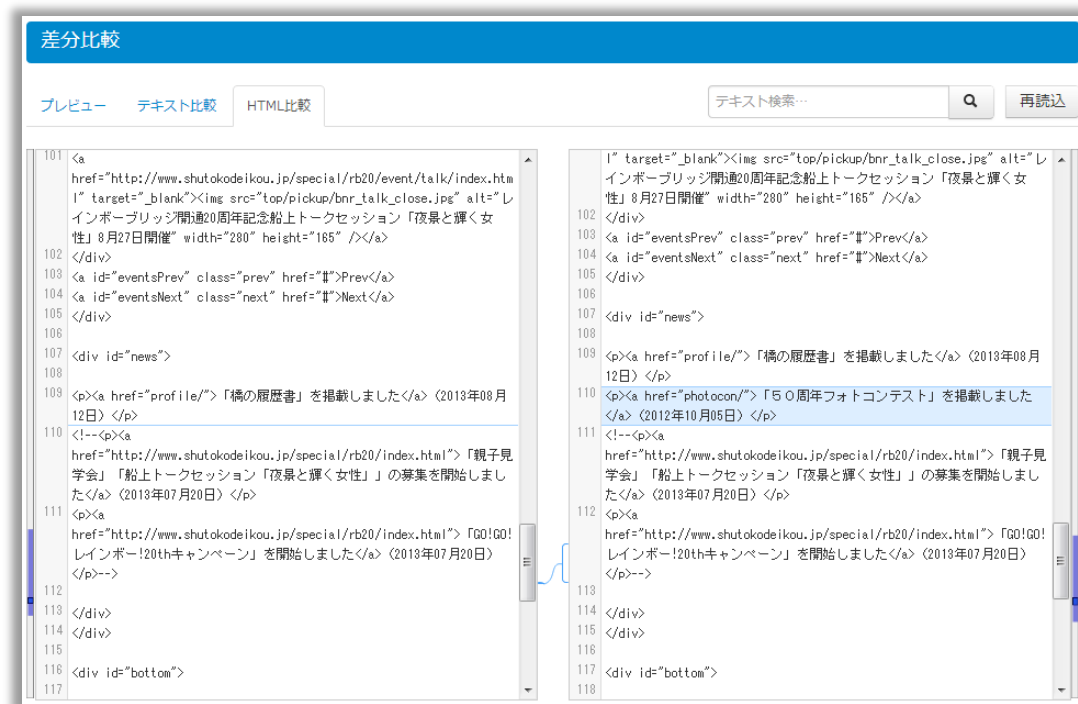 差分比較
プレビュー テキスト比較 HTML比較 テキスト検索… 再読込
101 <a
href="http://www.shutokodeikou.jp/special/rb20/event/talk/index.htm
l" target="_blank"><img src="top/pickup/bnr_talk_close.jpg" alt="レ
インボーブリッジ開通20周年記念船上トークセッション「夜景と輝く女
性」8月27日開催" width="280" height="165" /></a>
102 </div>
103 <a id="eventsPrev" class="prev" href="#">Prev</a>
104 <a id="eventsNext" class="next" href="#">Next</a>
105 </div>
106
107 <div id="news">
108
109 <p><a href="profile/">「橋の履歴書」を掲載しました</a>（2013年08月
12日）</p>
110 <!--<p><a
href="http://www.shutokodeikou.jp/special/rb20/index.html">「親子見
学会」「船上トークセッション「夜景と輝く女性」」の募集を開始しまし
た</a>（2013年07月20日）</p>
111 <p><a
href="http://www.shutokodeikou.jp/special/rb20/index.html">「GO!GO!
レインボー!20thキャンペーン」を開始しました</a>（2013年07月20日）
</p>-->
112
113 </div>
114 </div>
115
116 <div id="bottom">
117
l" target="_blank"><img src="top/pickup/bnr_talk_close.jpg" alt="レ
インボーブリッジ開通20周年記念船上トークセッション「夜景と輝く女
性」8月27日開催" width="280" height="165" /></a>
102 </div>
103 <a id="eventsPrev" class="prev" href="#">Prev</a>
104 <a id="eventsNext" class="next" href="#">Next</a>
105 </div>
106
107 <div id="news">
108
109 <p><a href="profile/">「橋の履歴書」を掲載しました</a>（2013年08月
12日）</p>
110 <p><a href="photocon/">「５０周年フォトコンテスト」を掲載しました
</a>（2012年10月05日）</p>
111 <!--<p><a
href="http://www.shutokodeikou.jp/special/rb20/index.html">「親子見
学会」「船上トークセッション「夜景と輝く女性」」の募集を開始しまし
た</a>（2013年07月20日）</p>
112 <p><a
href="http://www.shutokodeikou.jp/special/rb20/index.html">「GO!GO!
レインボー!20thキャンペーン」を開始しました</a>（2013年07月20日）
</p>-->
113
114 </div>
115 </div>
116
117 <div id="bottom">
118